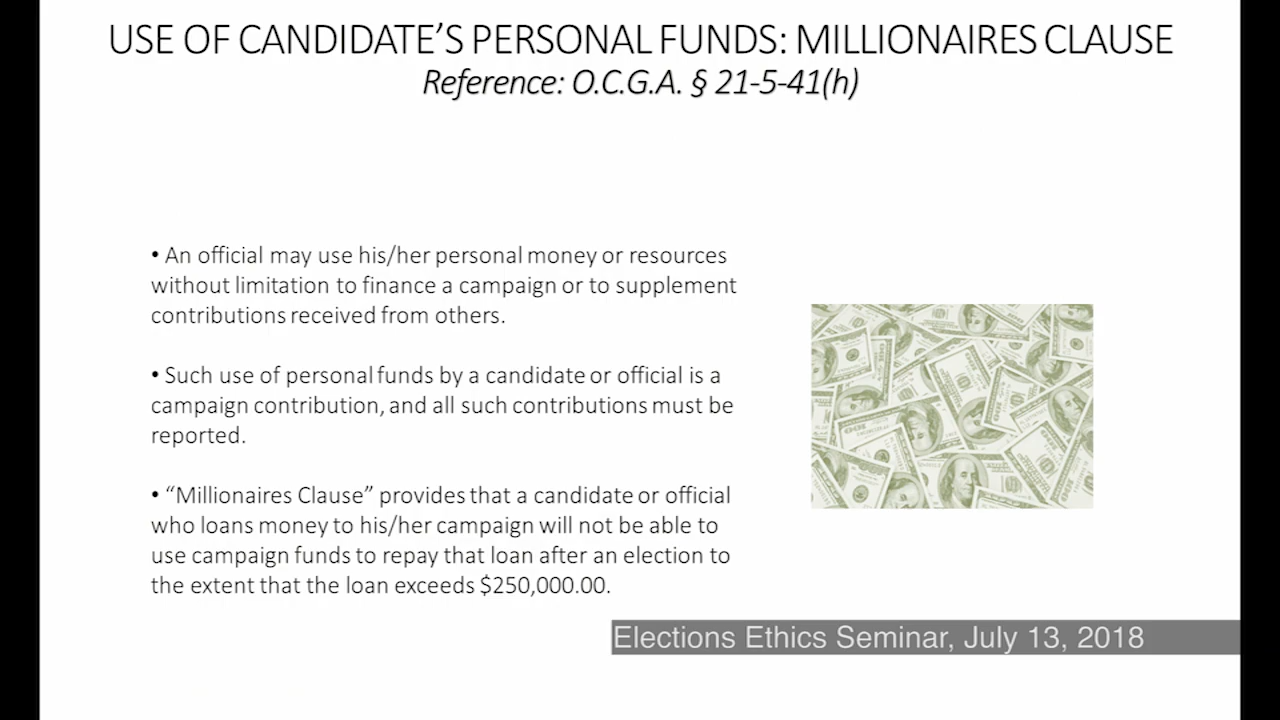 USE OF CANDIDATE’S PERSONAL FUNDS: MILLIONAIRES CLAUSE
Reference: O.C.G.A. § 21-5-41(h)
• An official may use his/her personal money or resources
without limitation to finance a campaign or to supplement
contributions received from others.
• Such use of personal funds by a candidate or official is a
campaign contribution, and all such contributions must be
reported.
• “Millionaires Clause” provides that a candidate or official
who loans money to his/her campaign will not be able to
use campaign funds to repay that loan after an election to
the extent that the loan exceeds $250,000.00.
Elections Ethics Seminar, July 13, 2018